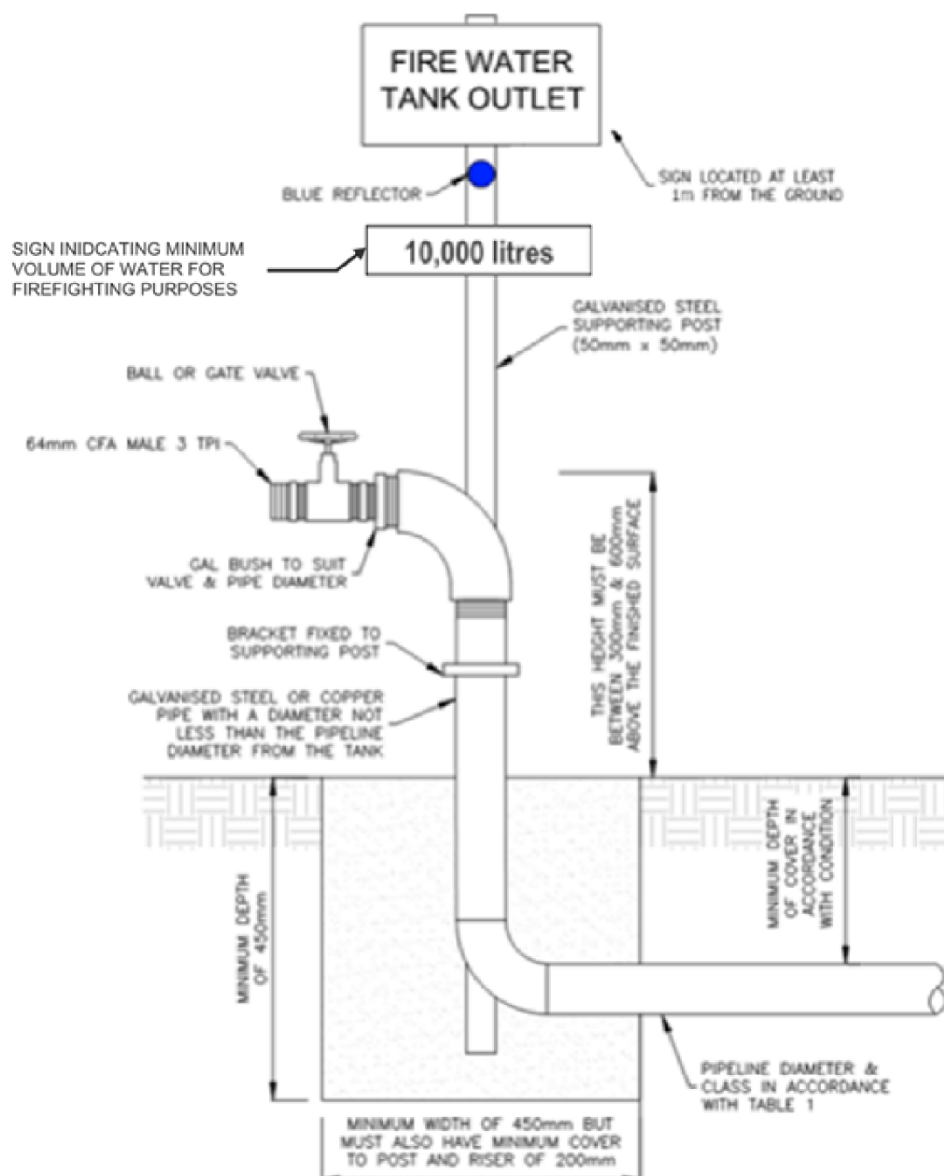 FIRE WATER
TANK OUTLET
BLUE REFLECTOR
SIGN LOCATED AT LEAST
1m FROM THE GROUND
SIGN INIDCATING MINIMUM
VOLUME OF WATER FOR
FIREFIGHTING PURPOSES
10,000 litres
GALVANISED STEEL
SUPPORTING POST
(50mm x 50mm)
BALL OR GATE VALVE
64mm CFA MALE 3 TPI
GAL BUSH TO SUIT
VALVE & PIPE DIAMETER
THIS HEIGHT MUST BE
BETWEEN 300mm & 600mm
ABOVE THE FINISHED SURFACE
BRACKET FIXED TO
SUPPORTING POST
GALVANISED STEEL OR COPPER
PIPE WITH A DIAMETER NOT
LESS THAN THE PIPELINE
DIAMETER FROM THE TANK
MINIMUM DEPTH
OF 450mm
MINIMUM DEPTH
OF COVER IN
ACCORDANCE
WITH CONDITION
PIPELINE DIAMETER &
CLASS IN ACCORDANCE
WITH TABLE 1
MINIMUM WIDTH OF 450mm BUT
MUST ALSO HAVE MINIMUM COVER
TO POST AND RISER OF 200mm